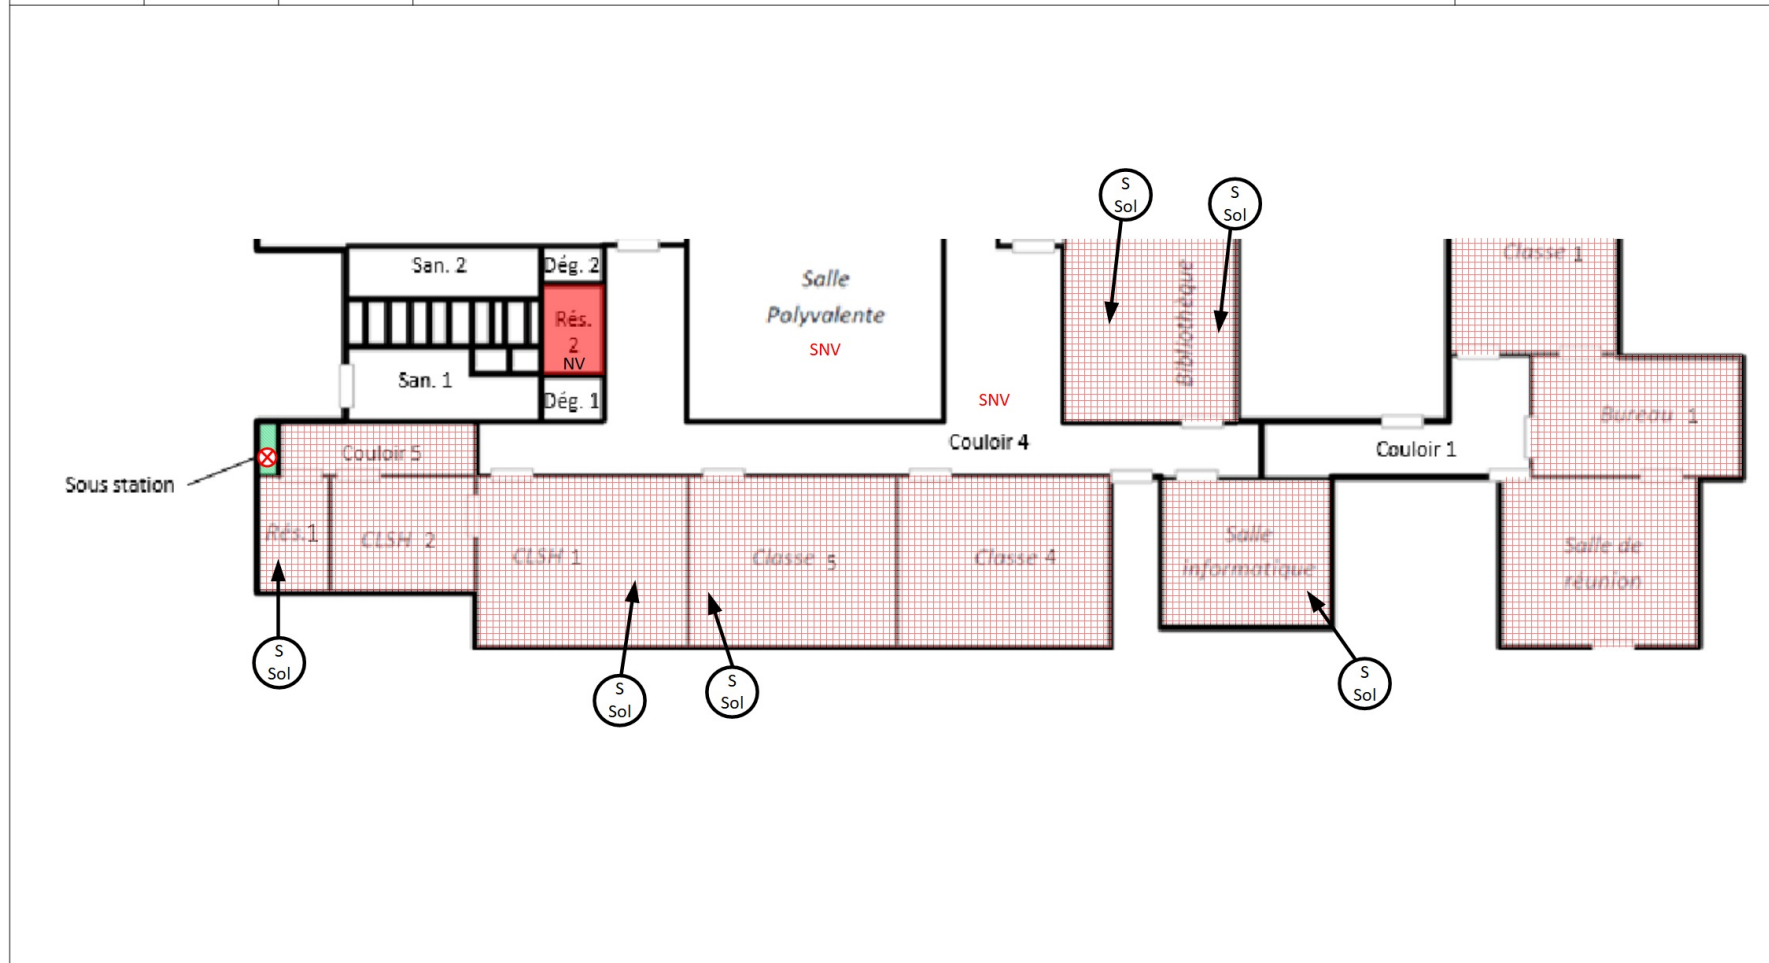 S
Sol
S
Sol
San. 2
Dég. 2
Salle
Polyvalente
SNV
Classe 1
Rés.
2
NV
Bibliothèque
San. 1
Dég. 1
SNV
Bureau 1
Couloir 4
Couloir 1
Couloir 5
Sous station
Rés.1
CLSH 2
CLSH 1
Classe 5
Classe 4
Salle
informatique
Salle de
réunion
S
Sol
S
Sol
S
Sol
S
Sol